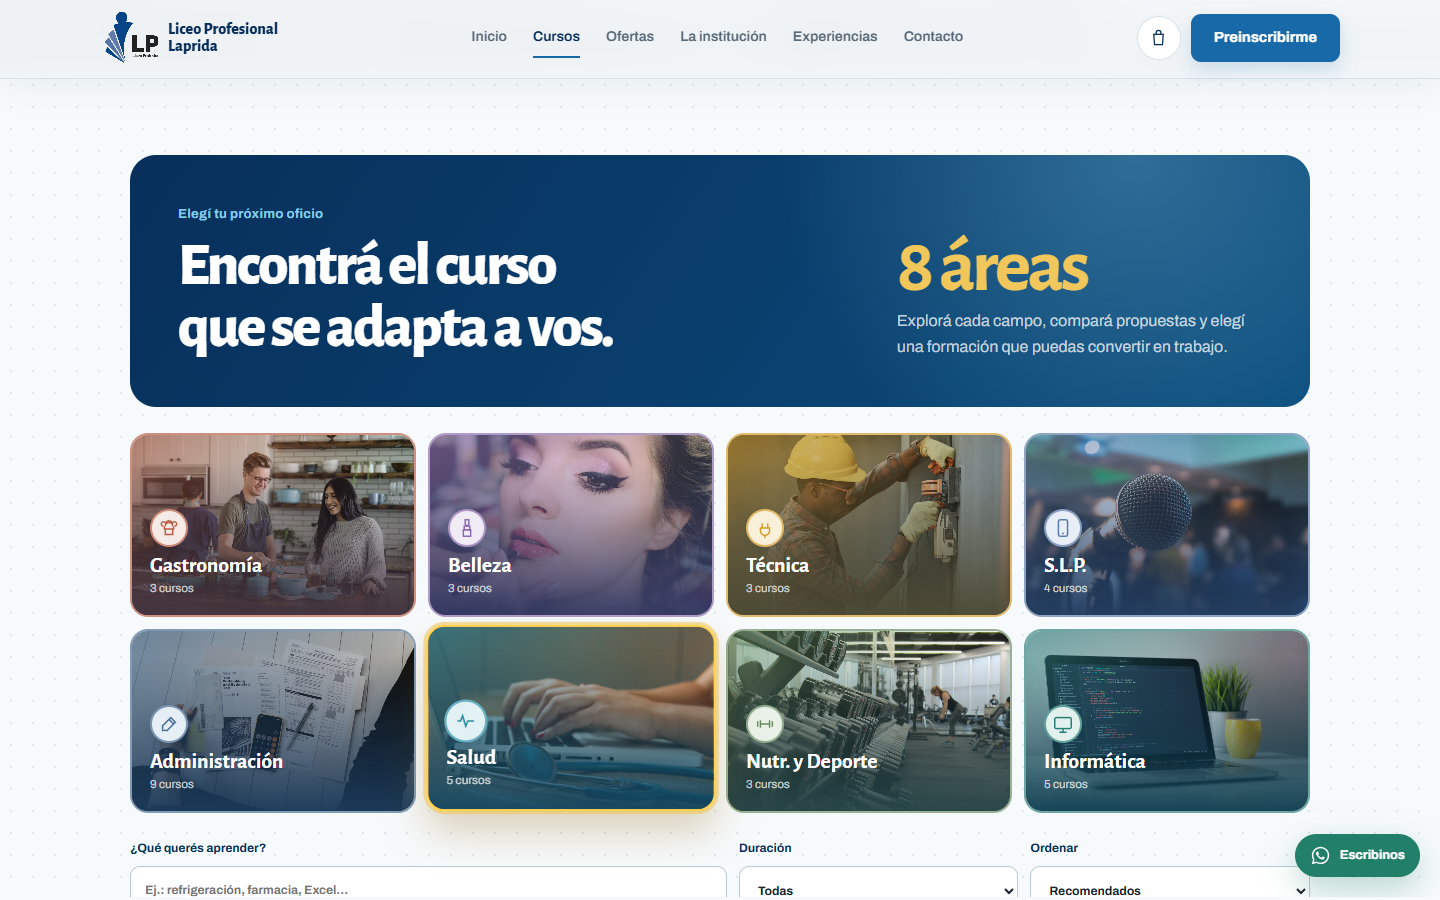 LP
Liceo Profesional
Laprida
Inicio
Cursos
Ofertas
La institución
Experiencias
Contacto
Preinscribirme
Elegí tu próximo oficio
Encontrá el curso
que se adapta a vos.
8 áreas
Explorá cada campo, compará propuestas y elegí
una formación que puedas convertir en trabajo.
Gastronomía
3 cursos
Belleza
3 cursos
Técnica
3 cursos
S.L.P.
4 cursos
Administración
9 cursos
Salud
5 cursos
Nutr. y Deporte
3 cursos
Informática
5 cursos
¿Qué querés aprender?
Ej.: refrigeración, farmacia, Excel...
Duración
Todas
Ordenar
Recomendados
Escribinos